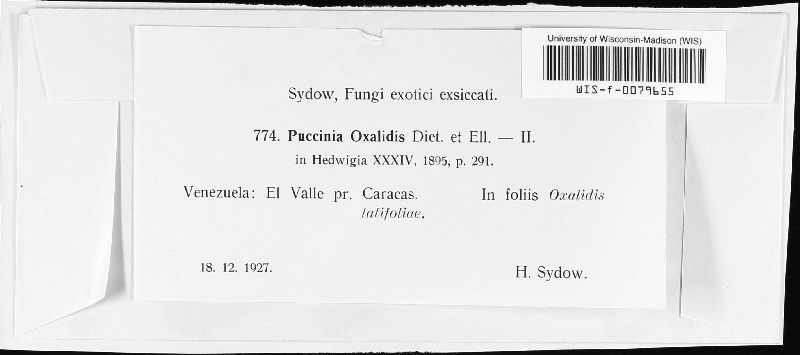 University of Wisconsin-Madison (WIS)
WIS-f-0079655
Sydow, Fungi exotici exsiccati.
774. Puccinia Oxalidis Diet. et Ell. — II.
in Hedwigia XXXIV, 1895, p. 291.
Venezuela: El Valle pr. Caracas. In foliis Oxalidis
latifoliae.
18. 12. 1927. H. Sydow.